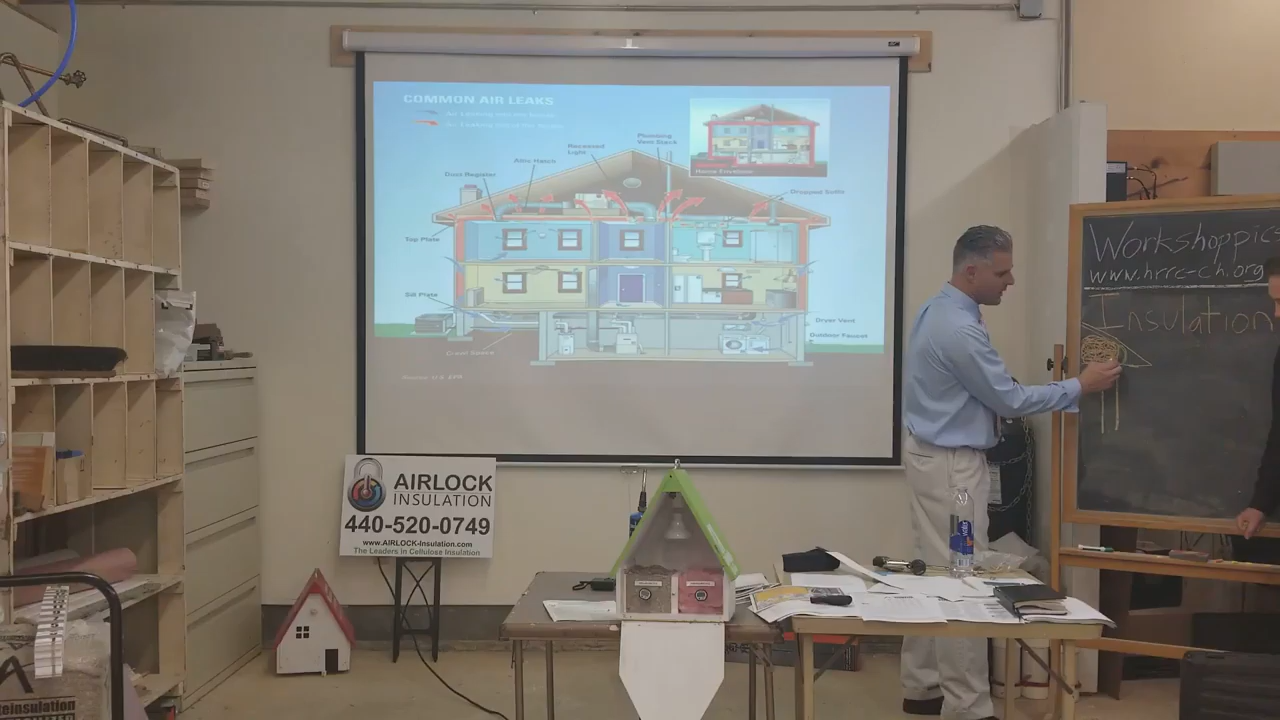 COMMON AIR LEAKS
Plumbing
Vent Stack
Recessed
Light
Attic Hatch
Duct Register
Dropped Soffit
Top Plate
Sill Plate
Dryer Vent
Outdoor Faucet
Crawl Space
Workshoppic
www.hrrc-ch.org
Insulation
AIRLOCK
INSULATION
440-520-0749
www.AIRLOCK-Insulation.com
The Leaders in Cellulose Insulation